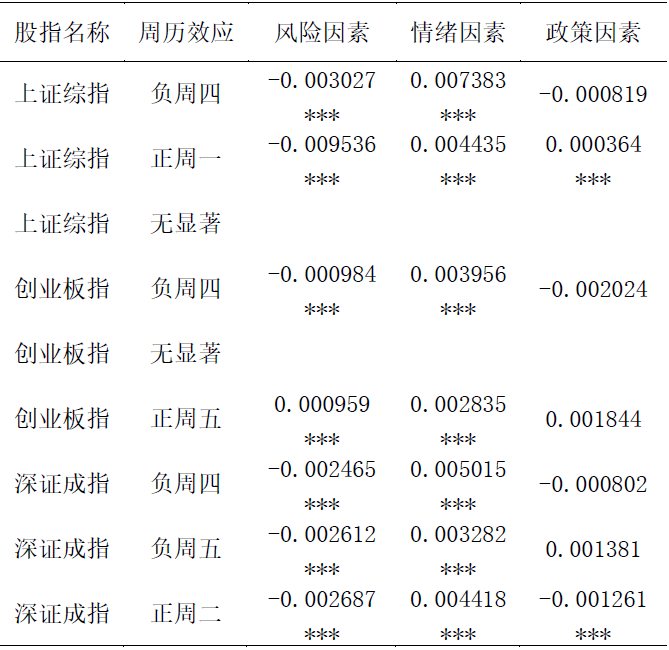 股指名称 周历效应 风险因素 情绪因素 政策因素
上证综指 负周四 -0.003027 *** 0.007383 *** -0.000819
上证综指 正周一 -0.009536 *** 0.004435 *** 0.000364 ***
上证综指 无显著
创业板指 负周四 -0.000984 *** 0.003956 *** -0.002024
创业板指 无显著
创业板指 正周五 0.000959 *** 0.002835 *** 0.001844
深证成指 负周四 -0.002465 *** 0.005015 *** -0.000802
深证成指 负周五 -0.002612 *** 0.003282 *** 0.001381
深证成指 正周二 -0.002687 *** 0.004418 *** -0.001261 ***